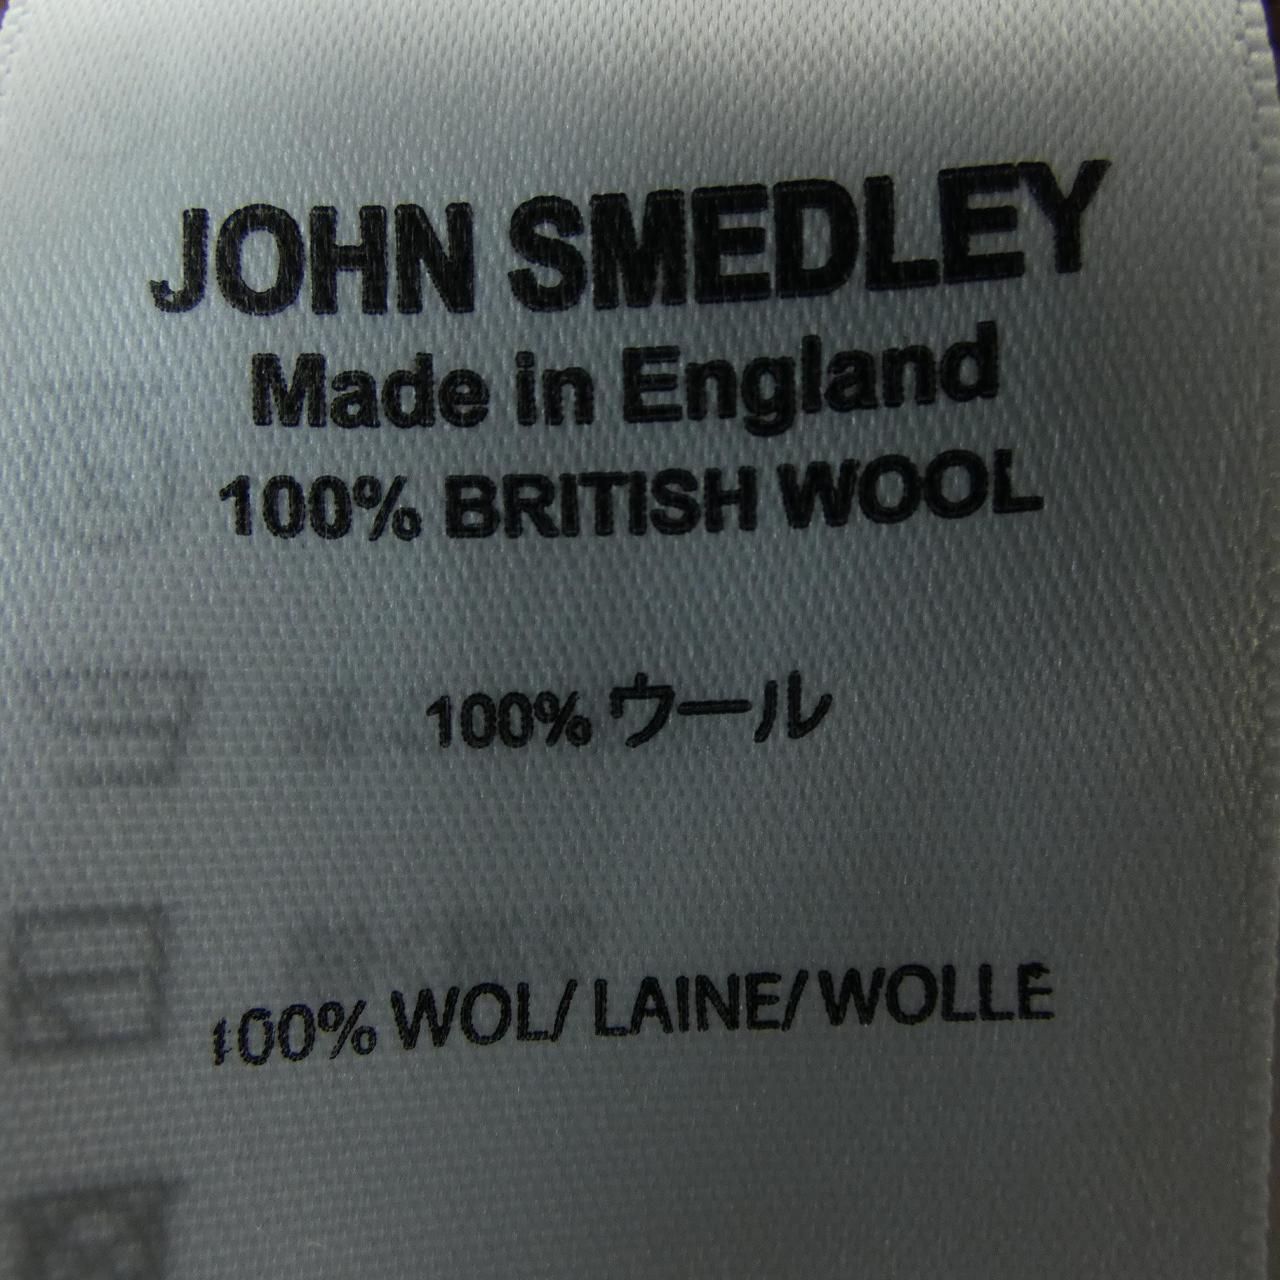 JOHN SMEDLEY
Made in England
100% BRITISH WOOL
100% ウール
100% WOL/ LAINE/ WOLLE